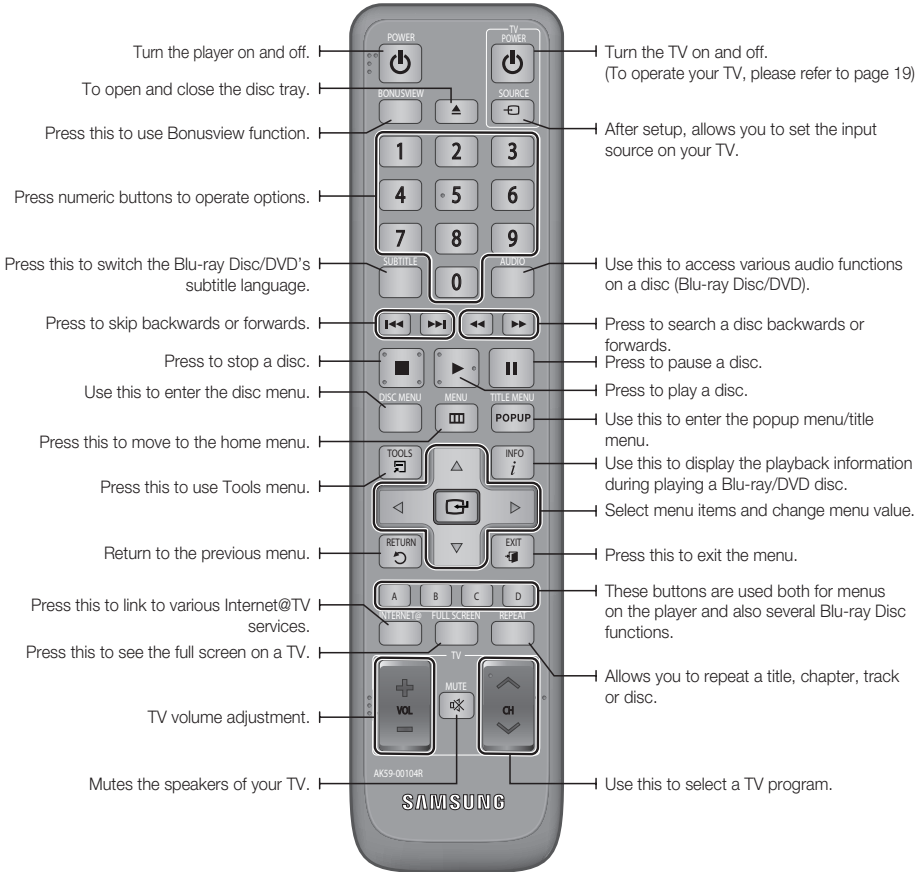 Turn the player on and off.
To open and close the disc tray.
Press this to use Bonusview function.
Press numeric buttons to operate options.
Press this to switch the Blu-ray Disc/DVD's
subtitle language.
Press to skip backwards or forwards.
Press to stop a disc.
Use this to enter the disc menu.
Press this to move to the home menu.
Press this to use Tools menu.
Return to the previous menu.
Press this to link to various Internet@TV
services.
Press this to see the full screen on a TV.
TV volume adjustment.
Mutes the speakers of your TV.
POWER
TV
POWER
BONUSVIEW
SOURCE
1 2 3
4 5 6
7 8 9
SUBTITLE
0
AUDIO
DISC MENU
MENU
TITLE MENU
POPUP
TOOLS
INFO
i
RETURN
EXIT
A B C D
INTERNET@
FULL SCREEN
REPEAT
TV
VOL
MUTE
CH
AK59-00104R
SAMSUNG
Turn the TV on and off.
(To operate your TV, please refer to page 19)
After setup, allows you to set the input
source on your TV.
Use this to access various audio functions
on a disc (Blu-ray Disc/DVD).
Press to search a disc backwards or
forwards.
Press to pause a disc.
Press to play a disc.
Use this to enter the popup menu/title
menu.
Use this to display the playback information
during playing a Blu-ray/DVD disc.
Select menu items and change menu value.
Press this to exit the menu.
These buttons are used both for menus
on the player and also several Blu-ray Disc
functions.
Allows you to repeat a title, chapter, track
or disc.
Use this to select a TV program.